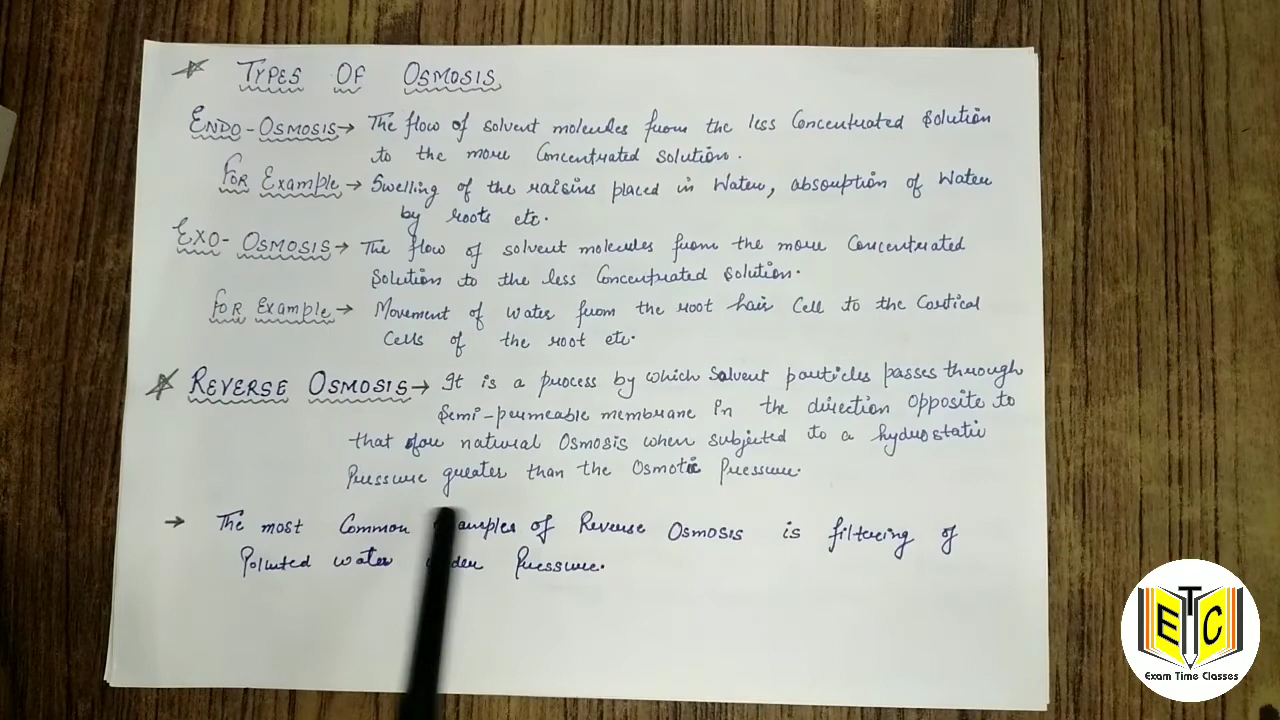 TYPES OF OSMOSIS
ENDO-OSMOSIS → The flow of solvent molecules from the less Concentrated Solution
to the more Concentrated Solution.
FOR Example → Swelling of the raisins placed in Water, absorption of Water
by roots etc.
EXO- OSMOSIS → The flow of solvent molecules from the more Concentrated
Solution to the less Concentrated Solution.
FOR Example → Movement of water from the root hair Cell to the Cortical
Cells of the root etc.
REVERSE OSMOSIS → It is a process by which Solvent particles passes through
Semi-permeable membrane in the direction opposite to
that for natural Osmosis when subjected to a hydrostatic
Pressure greater than the Osmotic Pressure.
→ The most Common of Reverse Osmosis is filtering of
Polluted water Pressure.
ETC
Exam Time Classes